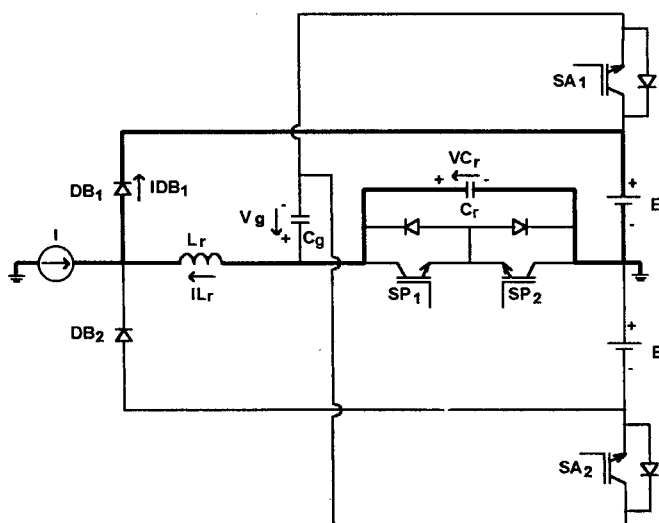 SA1
VCr
+ -
Cr
DB1
IDB1
+
E
-
I
Vg
-
+
Cg
Lr
ILr
SP1
SP2
DB2
+
E
-
SA2